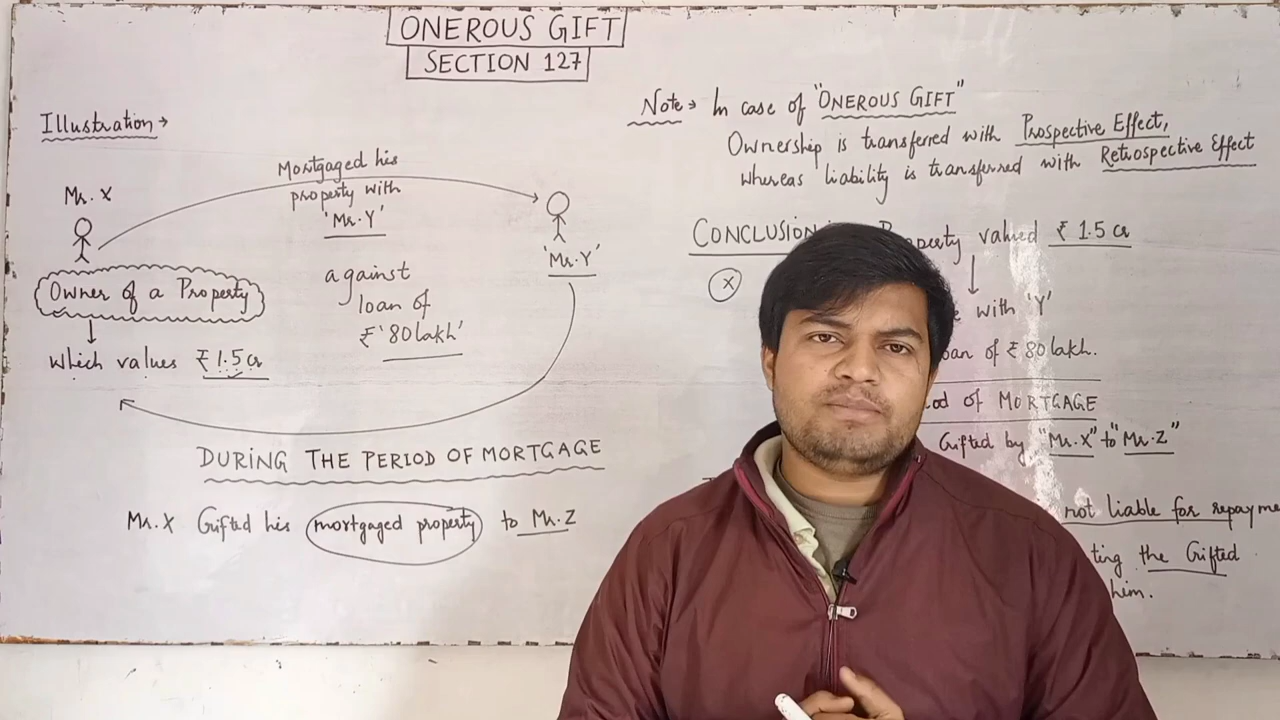 ONEROUS GIFT
SECTION 127
Illustration →
Mr. X
Mortgaged his
property with
'Mr. Y'
'Mr. Y'
against
loan of
₹ '80 lakh'
Owner of a Property
which values ₹ 1.5 cr
DURING THE PERIOD OF MORTGAGE
Mr. X Gifted his mortgaged property to Mr. Z
Note → In case of "ONEROUS GIFT"
Ownership is transferred with Prospective Effect,
whereas liability is transferred with Retrospective Effect
CONCLUSION
Property valued ₹ 1.5 cr
X
with 'Y'
loan of ₹ 80 lakh.
of MORTGAGE
Gifted by "Mr. X" to "Mr. Z"
not liable for
the Gifted
him.